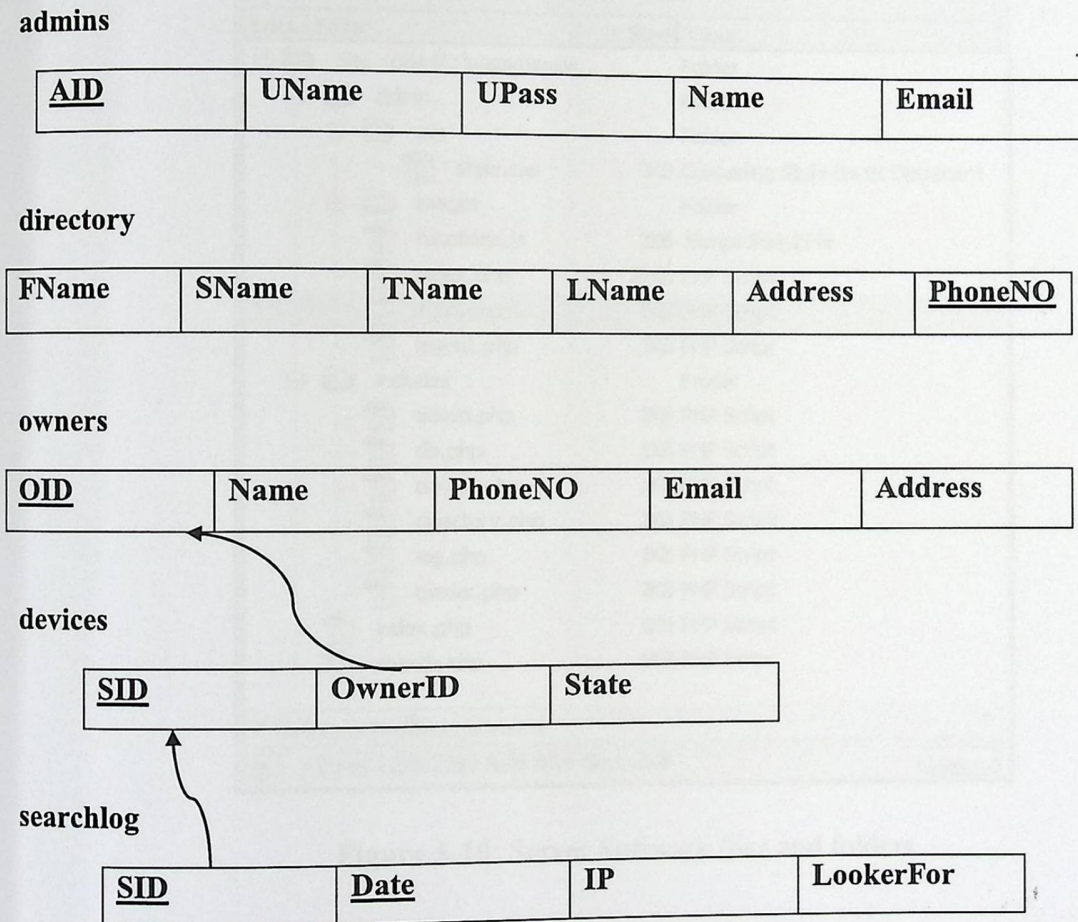 admins
AID UName UPass Name Email
directory
FName SName TName LName Address PhoneNO
owners
OID Name PhoneNO Email Address
devices
SID OwnerID State
searchlog
SID Date IP LookerFor